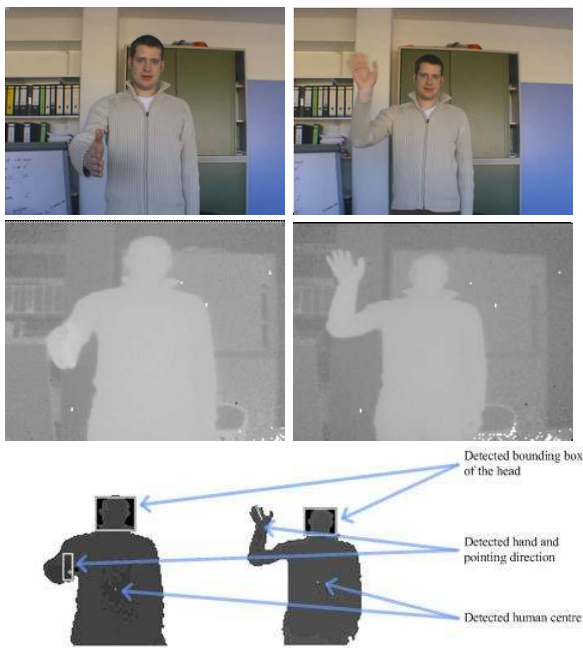 Detected bounding box
of the head
Detected hand and
pointing direction
Detected human centre